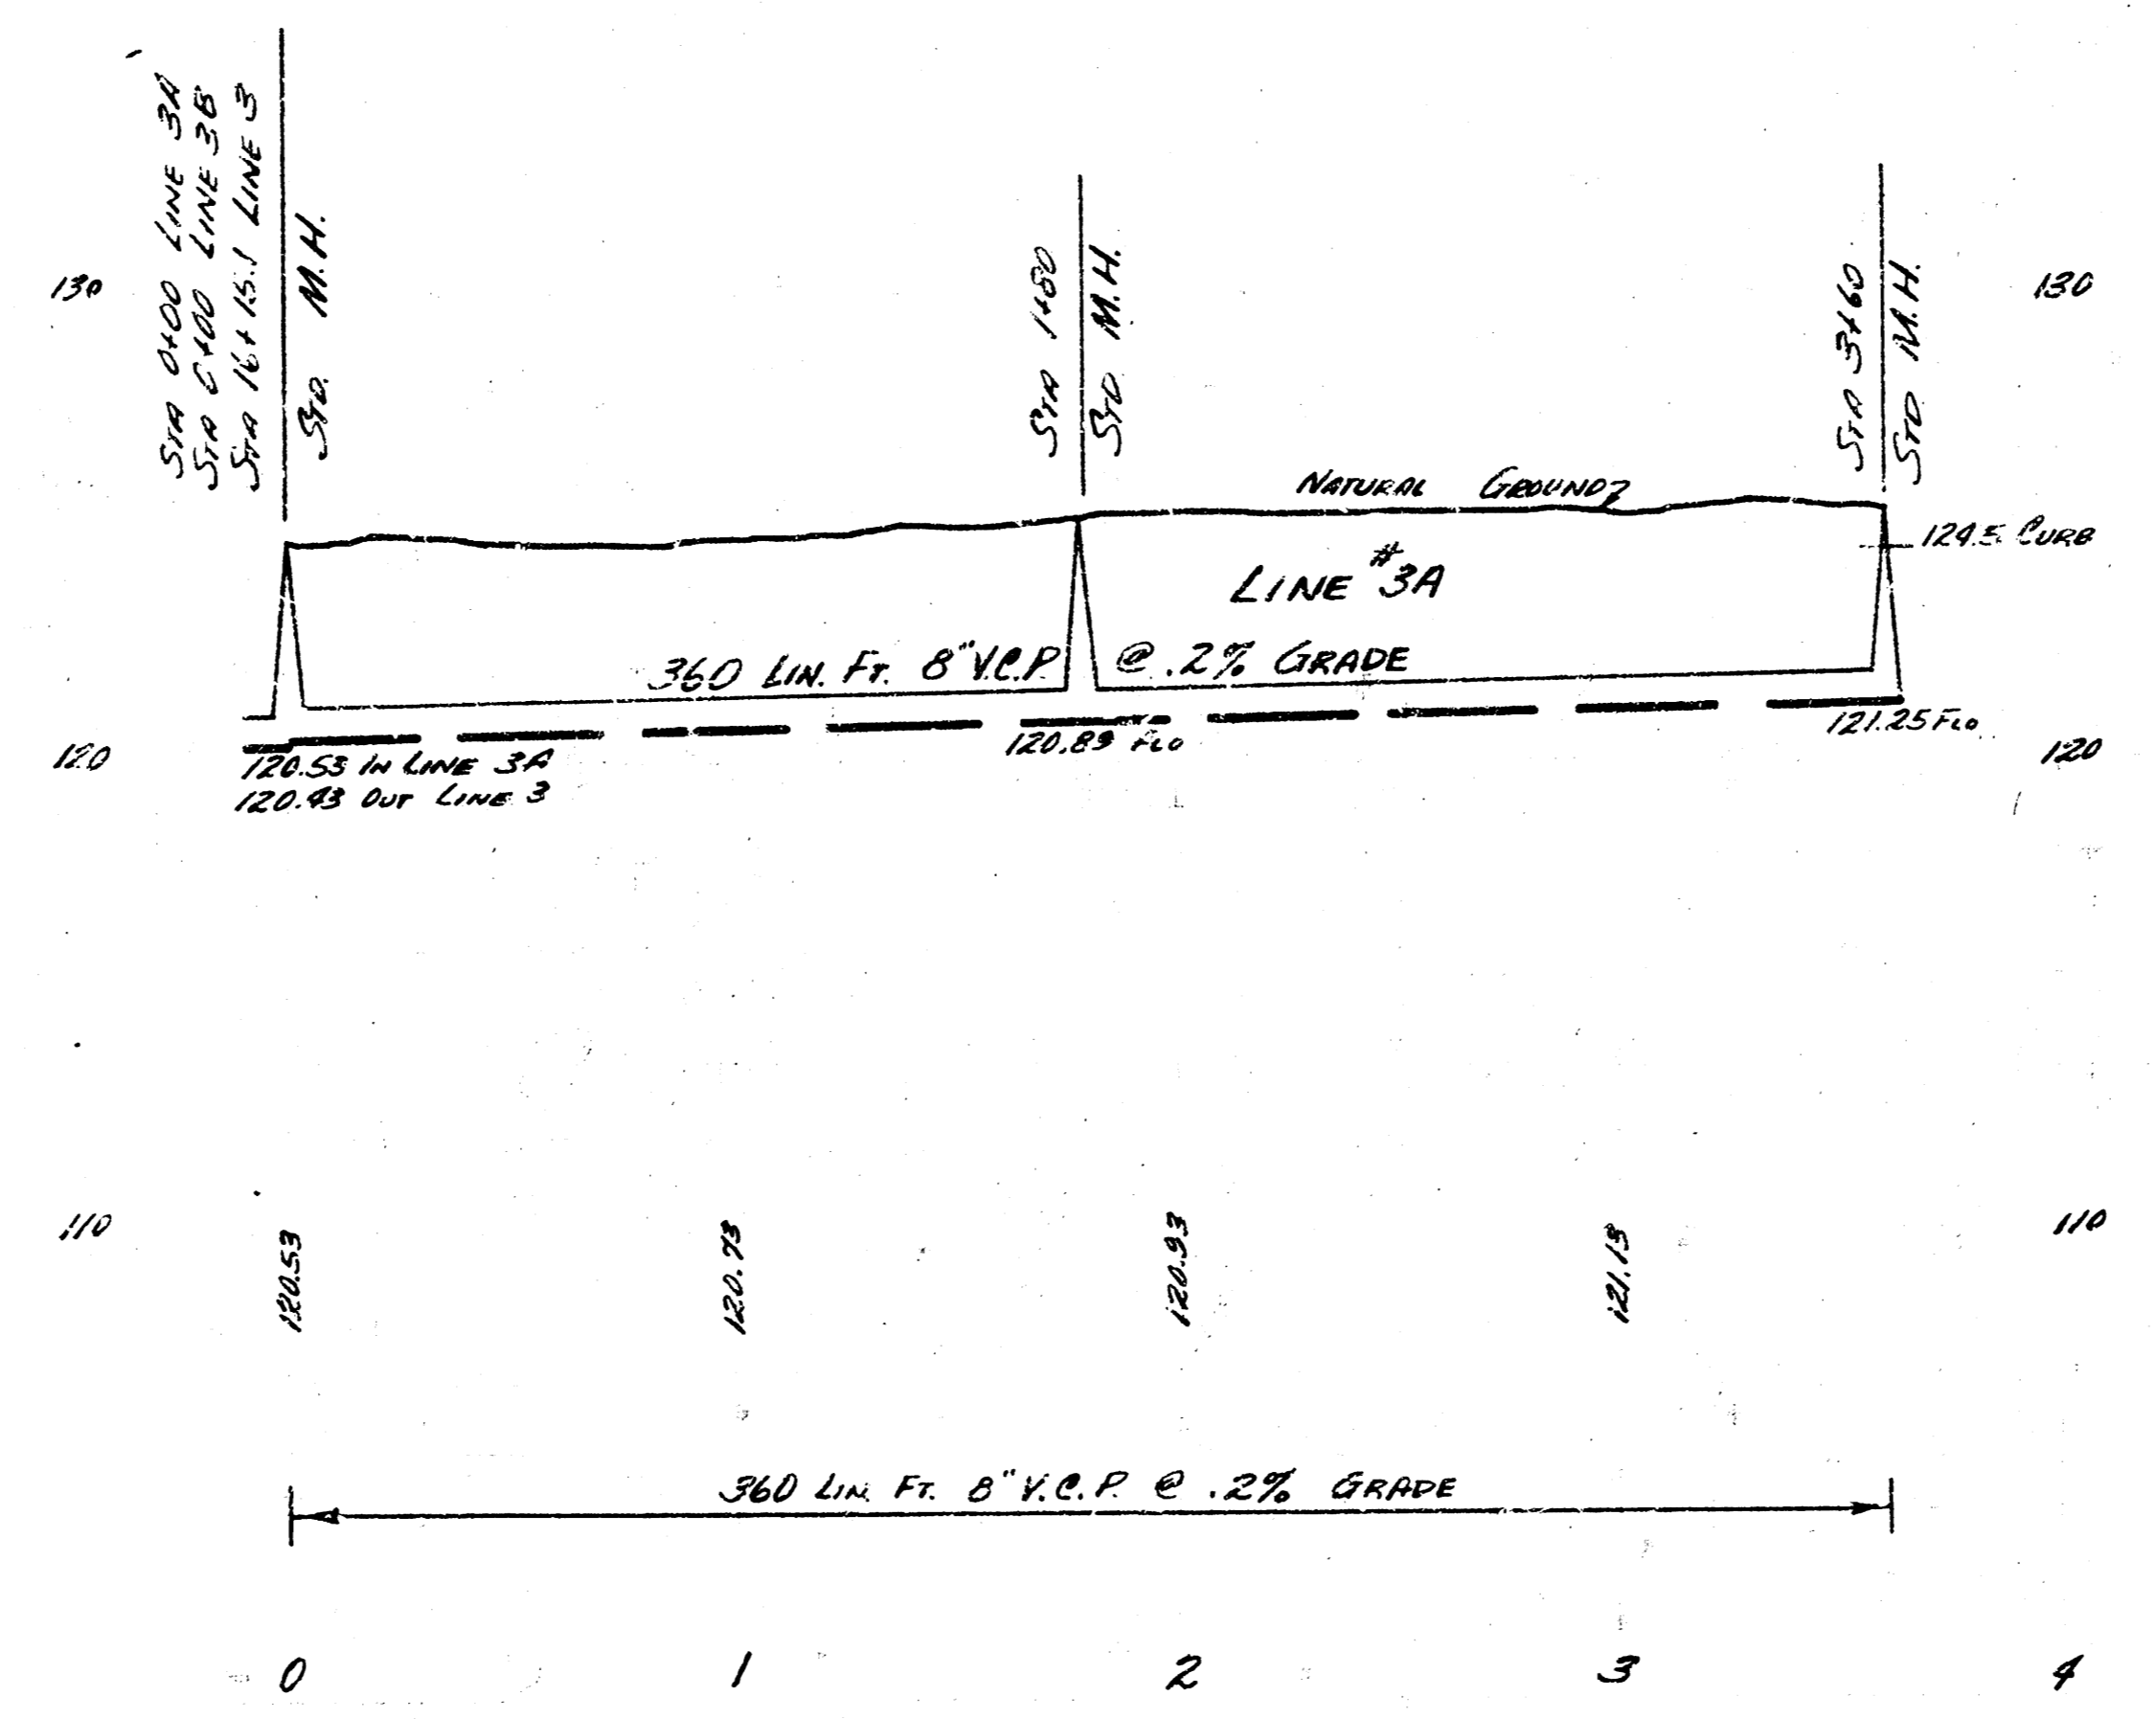 STA 0+00 LINE 3A
STA 0+00 LINE 3B
STA 16+15.1 LINE 3
STD. M.H.
STA 1+80
STD M.H.
STA 3+60
STD M.H.
130
130
NATURAL GROUND
124.5 CURB
LINE #3A
360 LIN. FT. 8" V.C.P. @ .2% GRADE
120.53 IN LINE 3A
120.43 OUT LINE 3
120.89 FLO
121.25 FLO
120
120
110
110
120.53
120.73
120.93
121.13
360 LIN. FT. 8" V.C.P. @ .2% GRADE
0 1 2 3 4